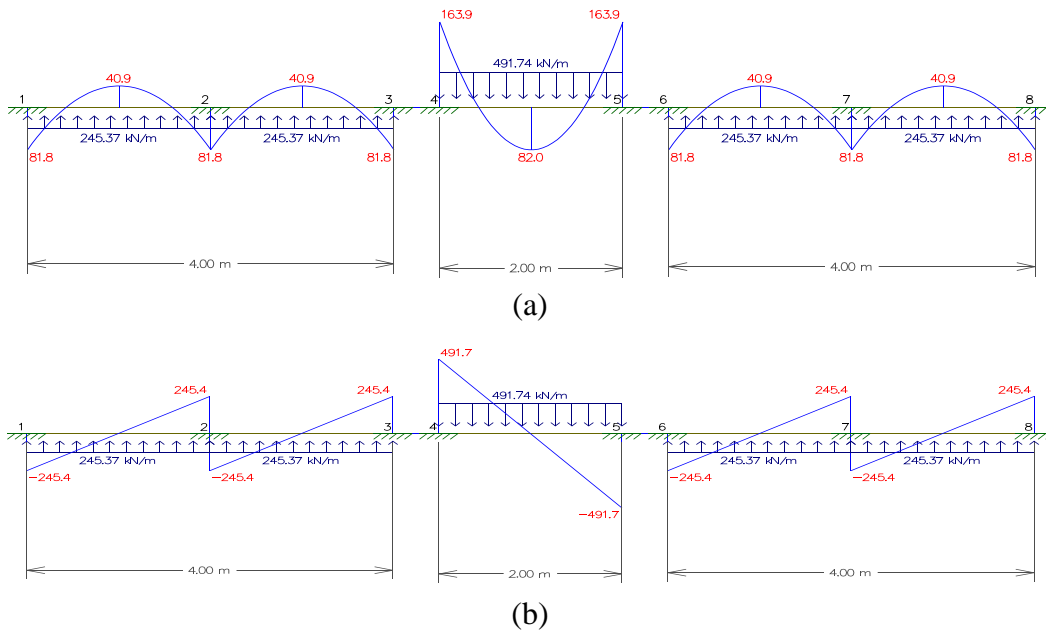 163.9 163.9
491.74 kN/m
40.9 40.9 40.9 40.9
1 2 3 4 5 6 7 8
245.37 kN/m 245.37 kN/m 245.37 kN/m 245.37 kN/m
81.8 81.8 81.8 82.0 81.8 81.8 81.8
4.00 m 2.00 m 4.00 m
(a)
491.7
491.74 kN/m
245.4 245.4 245.4 245.4
1 2 3 4 5 6 7 8
245.37 kN/m 245.37 kN/m 245.37 kN/m 245.37 kN/m
−245.4 −245.4 −245.4 −245.4
−491.7
4.00 m 2.00 m 4.00 m
(b)